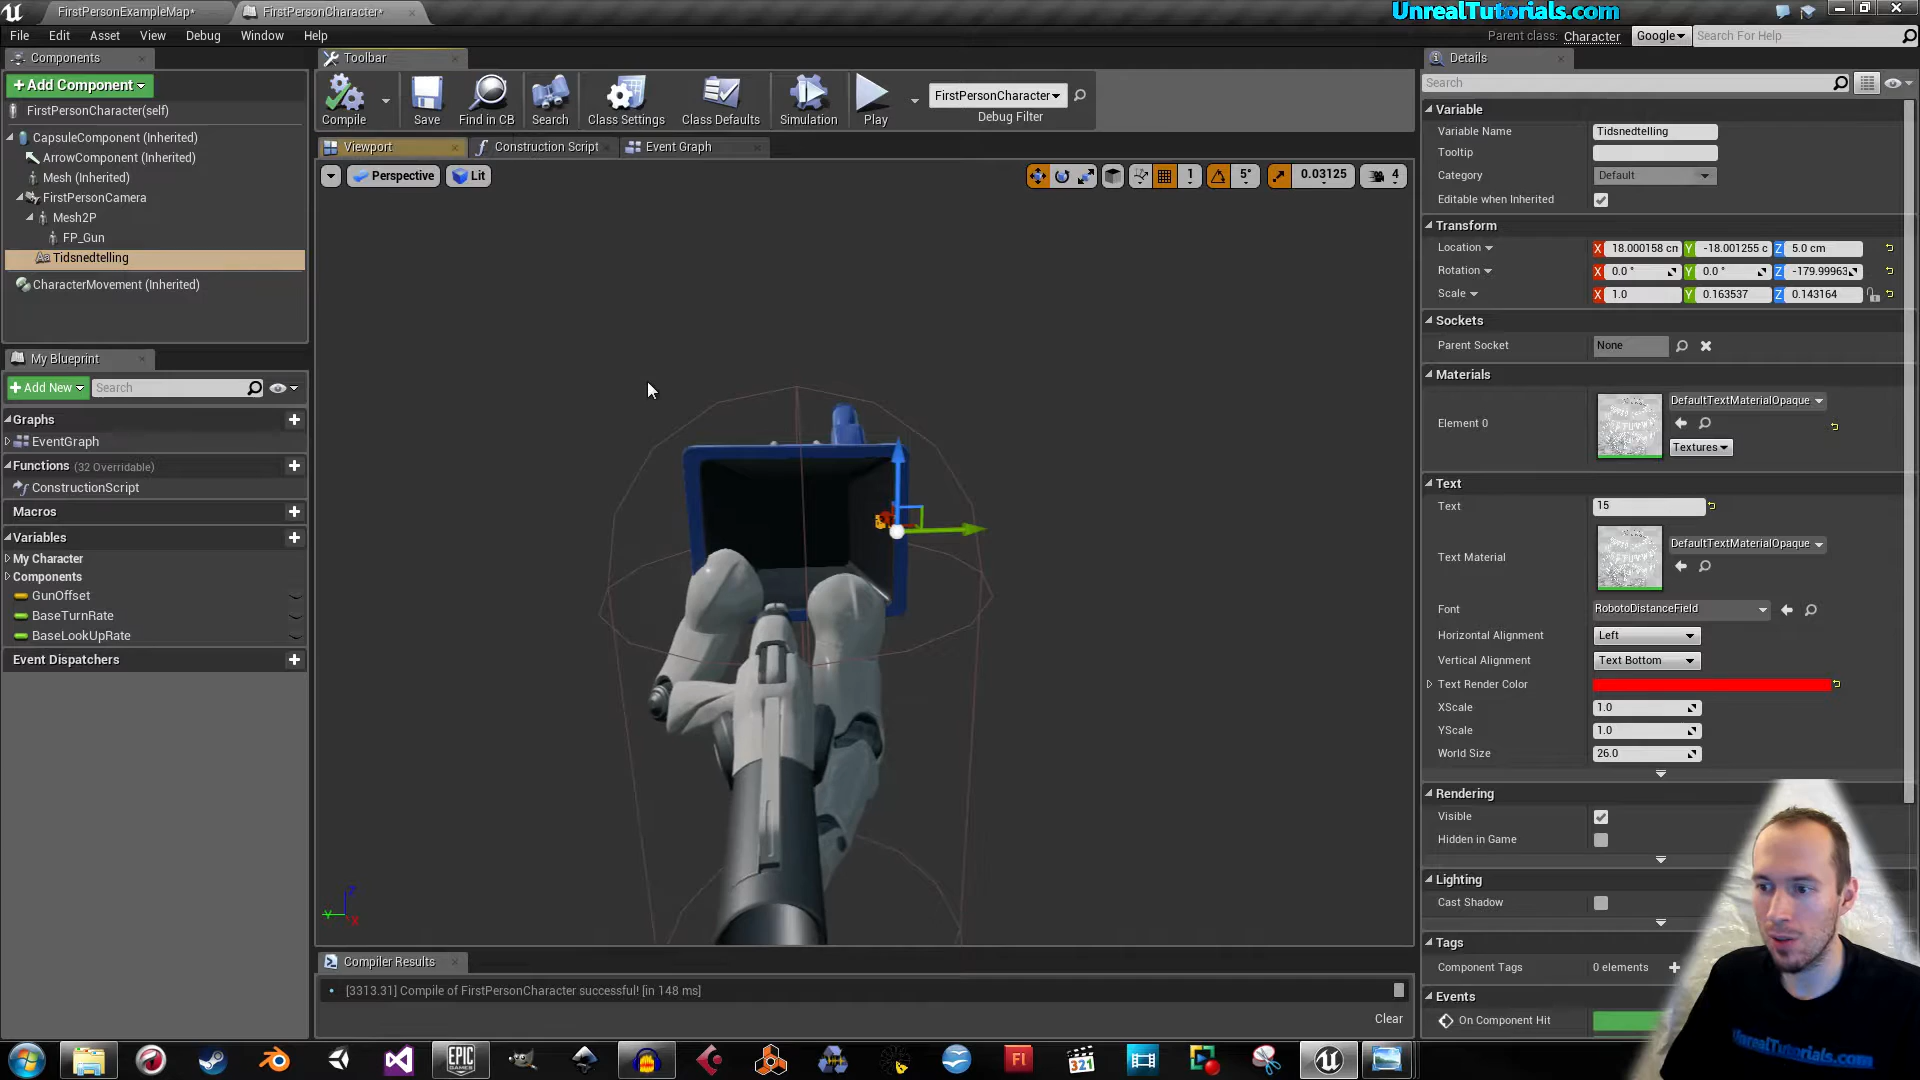 FirstPersonExampleMap*
FirstPersonCharacter*
UnrealTutorials.com
File Edit Asset View Debug Window Help
Parent class: Character Google Search For Help
Components
Toolbar
Details
+Add Component
Search
FirstPersonCharacter(self)
CapsuleComponent (Inherited)
ArrowComponent (Inherited)
Mesh (Inherited)
FirstPersonCamera
Mesh2P
FP_Gun
Tidsnedtelling
CharacterMovement (Inherited)
Compile Save Find in CB Search Class Settings Class Defaults Simulation Play
FirstPersonCharacter
Debug Filter
Viewport Construction Script Event Graph
Perspective Lit 1 5° 0.03125 4
Variable
Variable Name Tidsnedtelling
Tooltip
Category Default
Editable when Inherited
Transform
Location X 18.000158 cm Y -18.001255 c Z 5.0 cm
Rotation X 0.0 ° Y 0.0 ° Z -179.99963
Scale X 1.0 Y 0.163537 Z 0.143164
Sockets
Parent Socket None
Materials
Element 0 DefaultTextMaterialOpaque
Textures
Text
Text 15
Text Material DefaultTextMaterialOpaque
Font RobotoDistanceField
Horizontal Alignment Left
Vertical Alignment Text Bottom
Text Render Color
XScale 1.0
YScale 1.0
World Size 26.0
Rendering
Visible
Hidden in Game
Lighting
Cast Shadow
Tags
Component Tags 0 elements
Events
On Component Hit
My Blueprint
+Add New Search
Graphs
EventGraph
Functions (32 Overridable)
ConstructionScript
Macros
Variables
My Character
Components
GunOffset
BaseTurnRate
BaseLookUpRate
Event Dispatchers
Compiler Results
[3313.31] Compile of FirstPersonCharacter successful! [in 148 ms]
Clear
EPIC
GAMES
Fl
321
UnrealTutorials.com